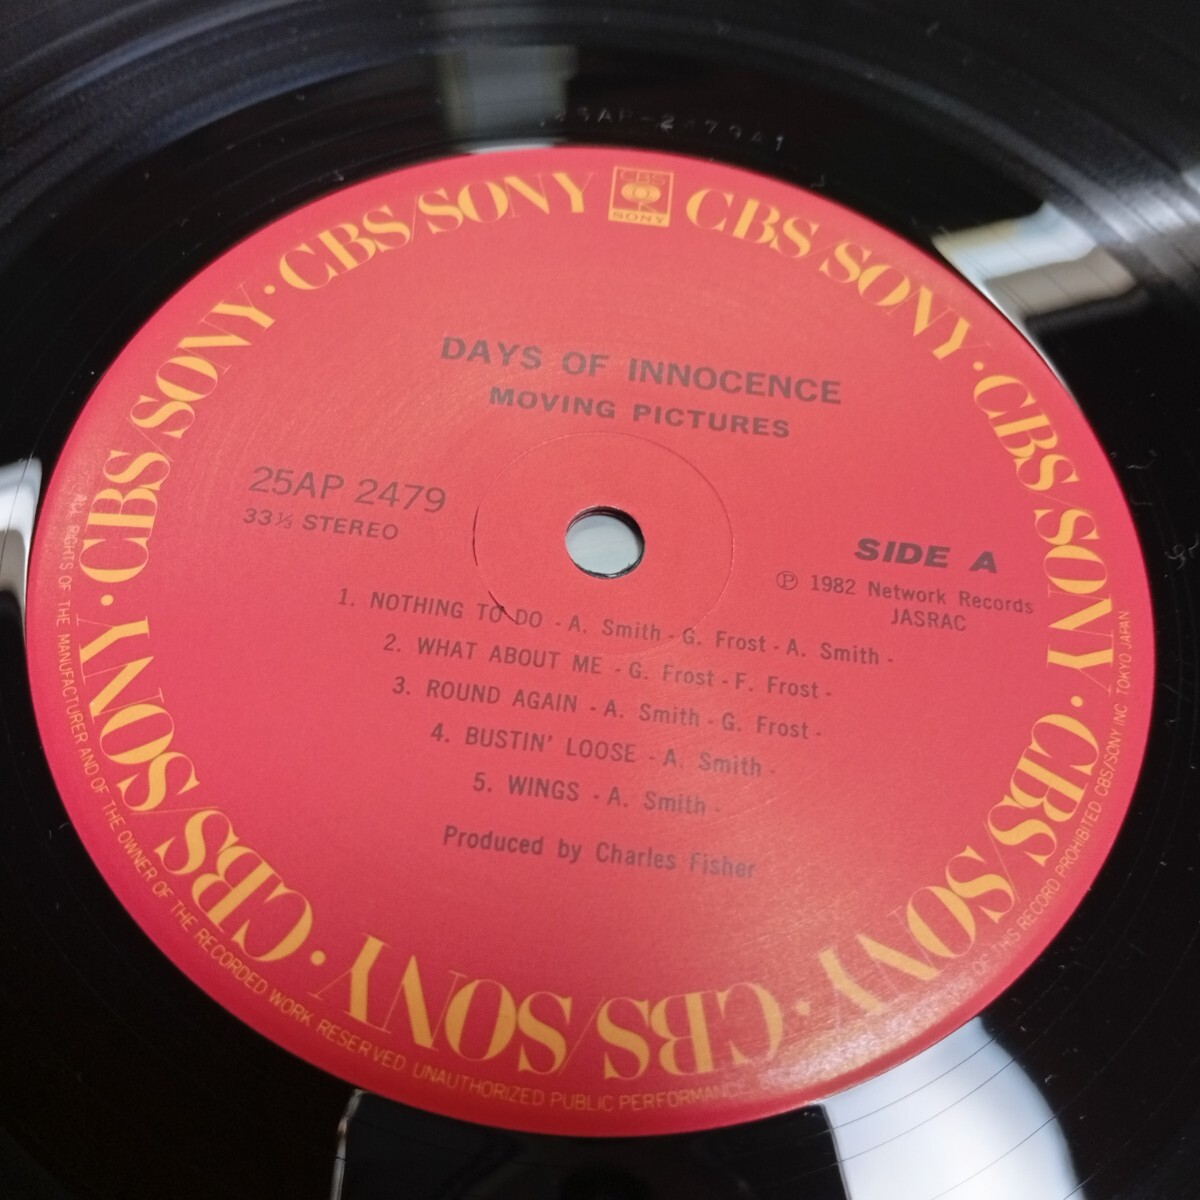 25AP-2479A1
CBS/SONY · CBS/SONY · CBS/SONY · CBS/SONY · CBS/SONY · CBS/SONY · CBS/SONY · CBS/SONY
CBS
SONY
DAYS OF INNOCENCE
MOVING PICTURES
25AP 2479
33⅓ STEREO
SIDE A
Ⓟ 1982 Network Records
JASRAC
1. NOTHING TO DO - A. Smith - G. Frost - A. Smith -
2. WHAT ABOUT ME - G. Frost - F. Frost -
3. ROUND AGAIN - A. Smith - G. Frost -
4. BUSTIN' LOOSE - A. Smith -
5. WINGS - A. Smith -
Produced by Charles Fisher
ALL RIGHTS OF THE MANUFACTURER AND OF THE OWNER OF THE RECORDED WORK RESERVED UNAUTHORIZED PUBLIC PERFORMANCE OF THIS RECORD PROHIBITED CBS/SONY INC. TOKYO JAPAN